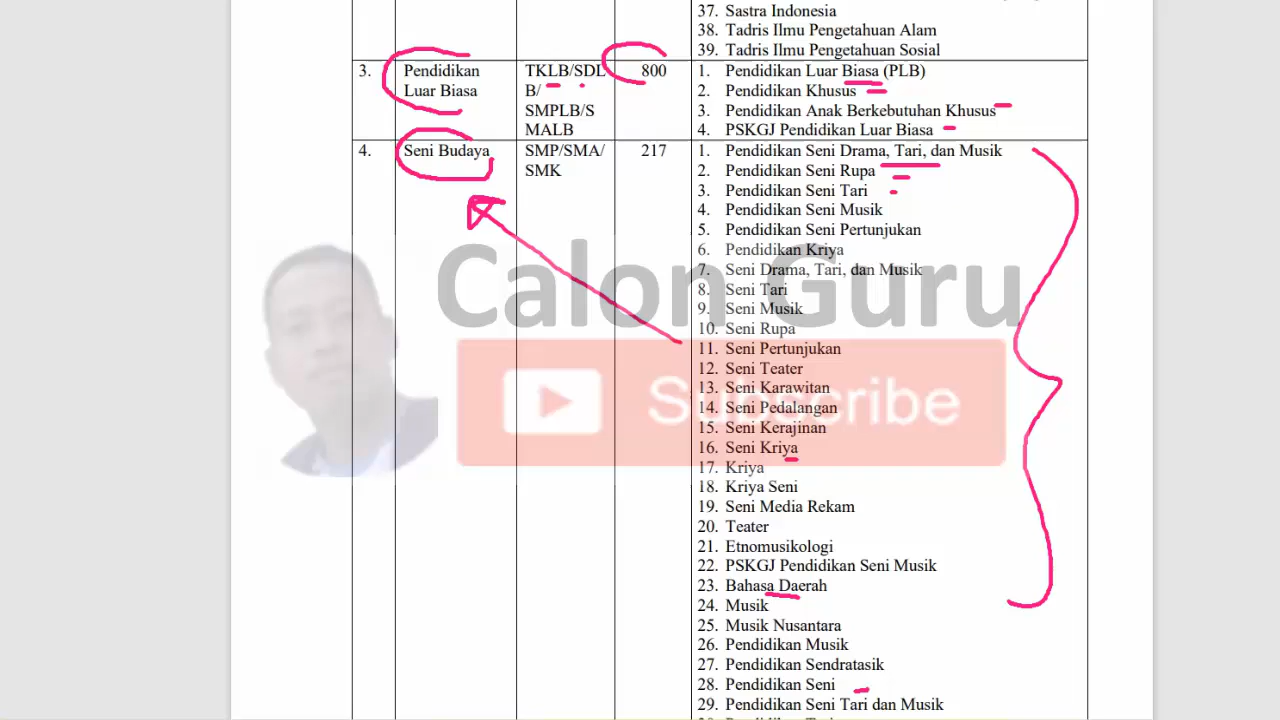 37. Sastra Indonesia
38. Tadris Ilmu Pengetahuan Alam
39. Tadris Ilmu Pengetahuan Sosial
3. Pendidikan Luar Biasa
TKLB/SDL
B/
SMPLB/S
MALB
800
1. Pendidikan Luar Biasa (PLB)
2. Pendidikan Khusus
3. Pendidikan Anak Berkebutuhan Khusus
4. PSKGJ Pendidikan Luar Biasa
4. Seni Budaya
SMP/SMA/
SMK
217
1. Pendidikan Seni Drama, Tari, dan Musik
2. Pendidikan Seni Rupa
3. Pendidikan Seni Tari
4. Pendidikan Seni Musik
5. Pendidikan Seni Pertunjukan
6. Pendidikan Kriya
7. Seni Drama, Tari, dan Musik
8. Seni Tari
9. Seni Musik
10. Seni Rupa
11. Seni Pertunjukan
12. Seni Teater
13. Seni Karawitan
14. Seni Pedalangan
15. Seni Kerajinan
16. Seni Kriya
17. Kriya
18. Kriya Seni
19. Seni Media Rekam
20. Teater
21. Etnomusikologi
22. PSKGJ Pendidikan Seni Musik
23. Bahasa Daerah
24. Musik
25. Musik Nusantara
26. Pendidikan Musik
27. Pendidikan Sendratasik
28. Pendidikan Seni
29. Pendidikan Seni Tari dan Musik
Calon Guru
Subscribe